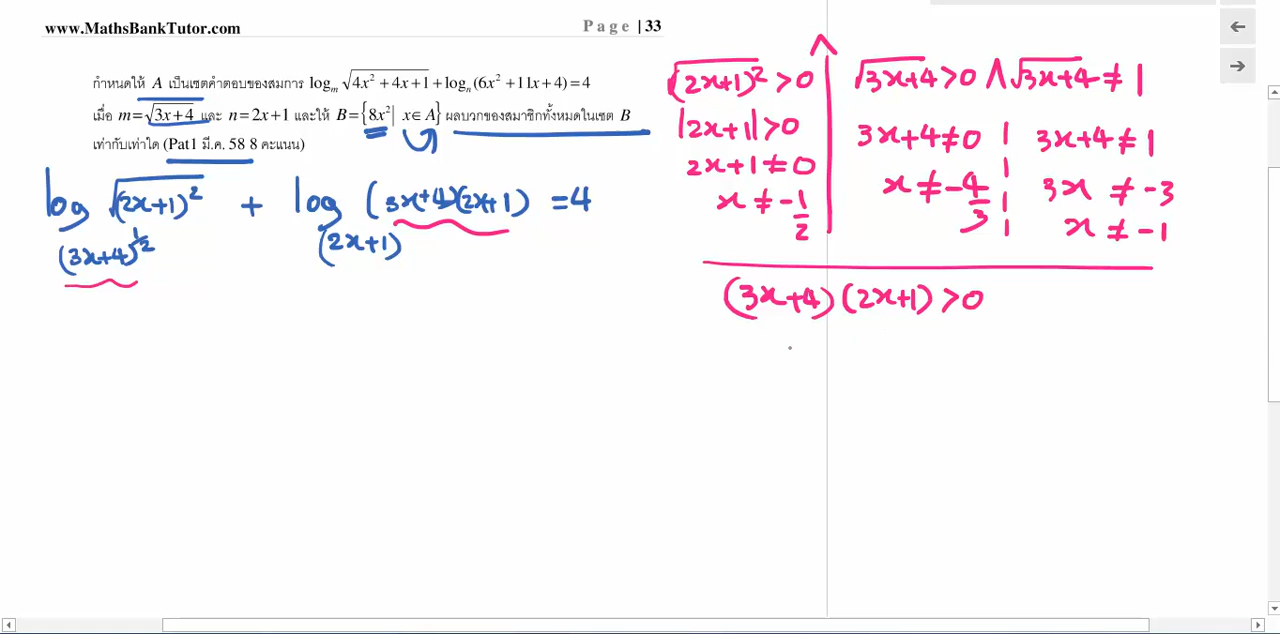 www.MathsBankTutor.com
Page | 33
กำหนดให้ A เป็นเซตคำตอบของสมการ log_m √(4x² + 4x + 1) + log_n (6x² + 11x + 4) = 4
เมื่อ m = √(3x + 4) และ n = 2x + 1 และให้ B = {8x² | x ∈ A} ผลบวกของสมาชิกทั้งหมดในเซต B
เท่ากับเท่าใด (Pat1 มี.ค. 58 8 คะแนน)
log_(3x+4)^½ √(2x+1)² + log_(2x+1) (3x+4)(2x+1) = 4
∧
√(2x+1)² > 0
|2x+1| > 0
2x+1 ≠ 0
x ≠ -1/2
√3x+4 > 0 ∧ √3x+4 ≠ 1
3x+4 ≠ 0 | 3x+4 ≠ 1
x ≠ -4/3 | 3x ≠ -3
x ≠ -1
(3x+4)(2x+1) > 0